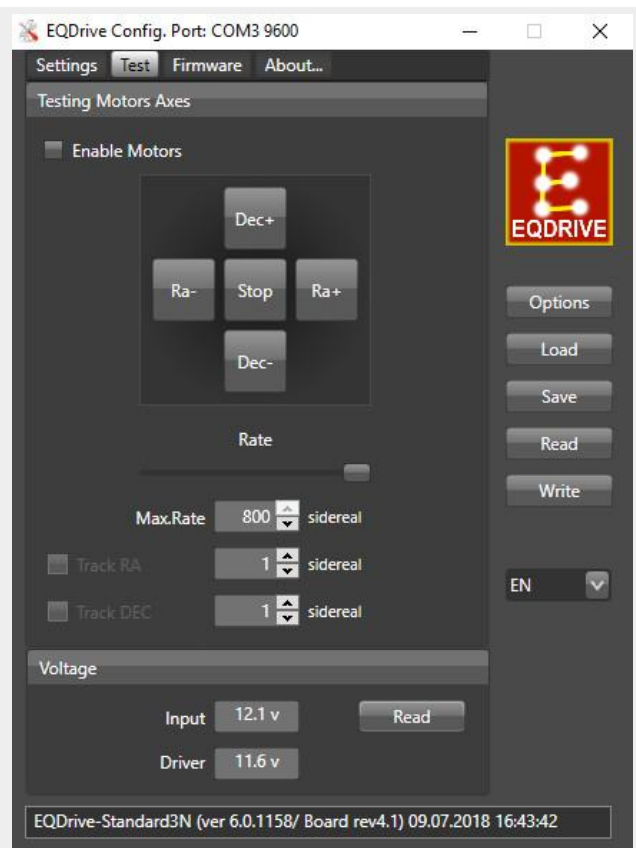 EQDrive Config. Port: COM3 9600
Settings Test Firmware About...
Testing Motors Axes
Enable Motors
Dec+
Ra- Stop Ra+
Dec-
Rate
Max.Rate 800 sidereal
Track RA 1 sidereal
Track DEC 1 sidereal
Voltage
Input 12.1 v Read
Driver 11.6 v
EQDRIVE
Options
Load
Save
Read
Write
EN
EQDrive-Standard3N (ver 6.0.1158/ Board rev4.1) 09.07.2018 16:43:42